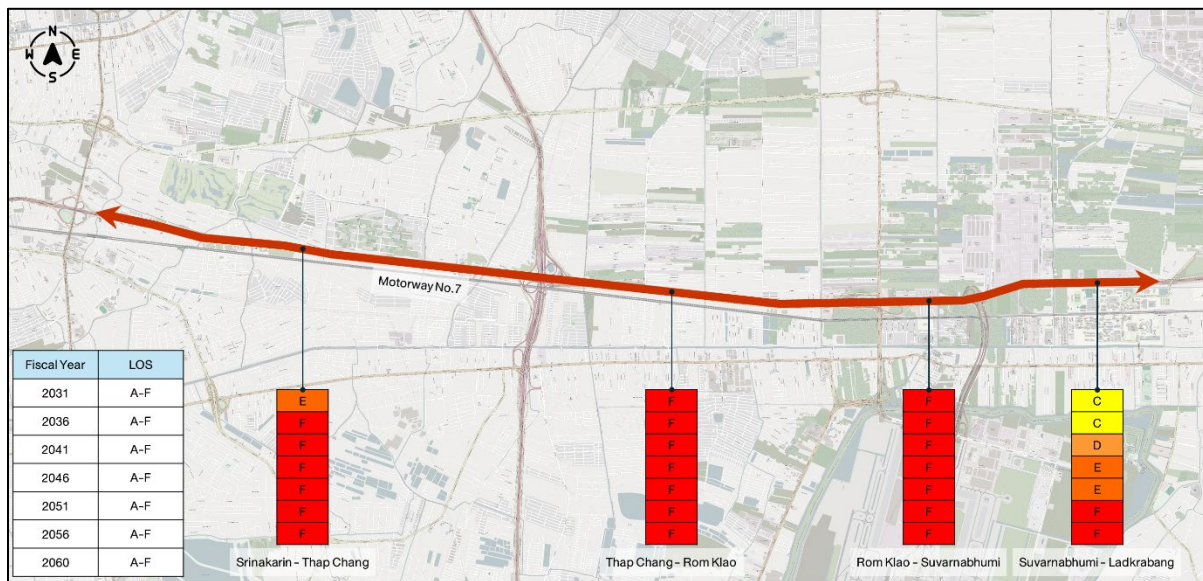 N
W E
S
Motorway No.7
Fiscal Year LOS
2031 A-F
2036 A-F
2041 A-F
2046 A-F
2051 A-F
2056 A-F
2060 A-F
E
F
F
F
F
F
F
Srinakarin - Thap Chang
F
F
F
F
F
F
F
Thap Chang - Rom Klao
F
F
F
F
F
F
F
Rom Klao - Suvarnabhumi
C
C
D
E
E
F
F
Suvarnabhumi - Ladkrabang